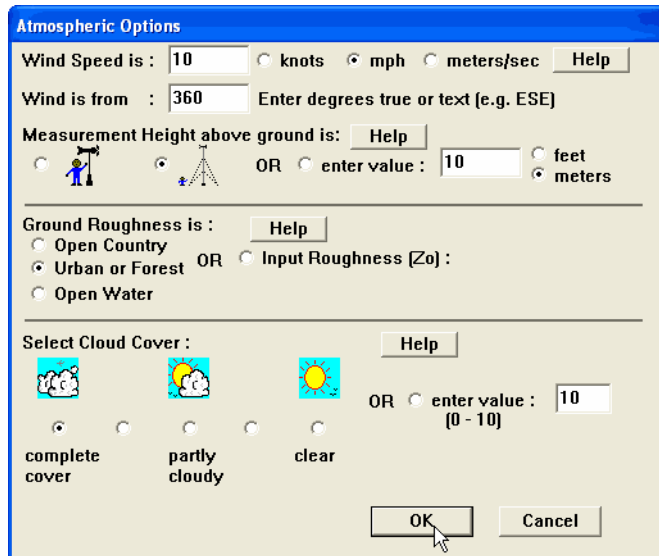 Atmospheric Options
Wind Speed is : 10 knots mph meters/sec Help
Wind is from : 360 Enter degrees true or text (e.g. ESE)
Measurement Height above ground is: Help
OR enter value : 10 feet
meters
Ground Roughness is : Help
Open Country
Urban or Forest OR Input Roughness (Zo) :
Open Water
Select Cloud Cover : Help
OR enter value : 10
(0 - 10)
complete cover
partly cloudy
clear
OK Cancel